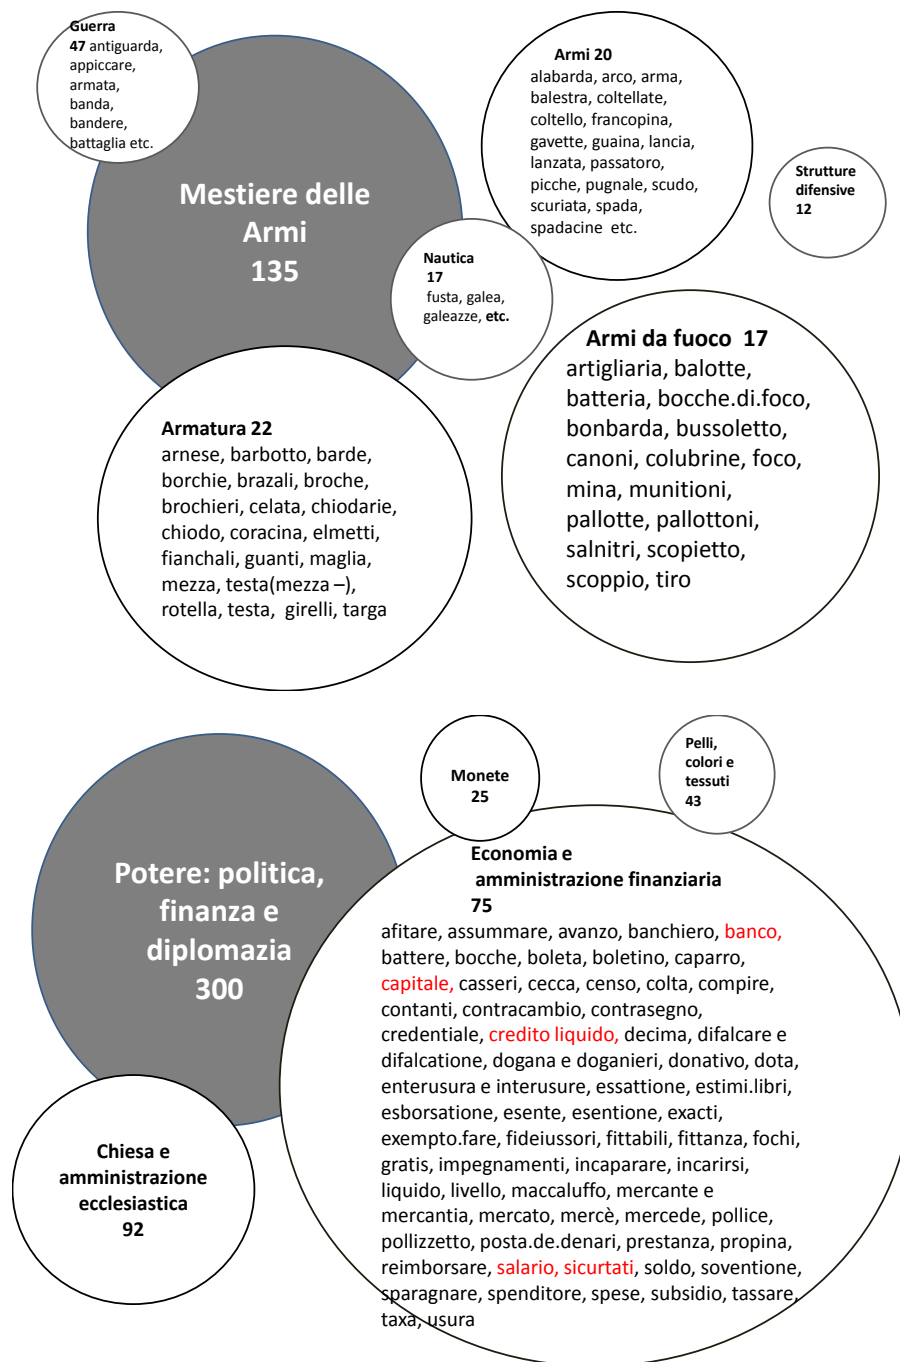 Guerra
47 antiguarda,
appiccare,
armata,
banda,
bandere,
battaglia etc.
Mestiere delle
Armi
135
Armi 20
alabarda, arco, arma,
balestra, coltellate,
coltello, francopina,
gavette, guaina, lancia,
lanzata, passatoro,
picche, pugnale, scudo,
scuriata, spada,
spadacine etc.
Strutture
difensive
12
Nautica
17
fusta, galea,
galeazze, etc.
Armi da fuoco 17
artigliaria, balotte,
batteria, bocche.di.foco,
bonbarda, bussoletto,
canoni, colubrine, foco,
mina, munitioni,
pallotte, pallottoni,
salnitri, scopietto,
scoppio, tiro
Armatura 22
arnese, barbotto, barde,
borchie, brazali, broche,
brochieri, celata, chiodarie,
chiodo, coracina, elmetti,
fianchali, guanti, maglia,
mezza, testa(mezza –),
rotella, testa, girelli, targa
Monete
25
Pelli,
colori e
tessuti
43
Potere: politica,
finanza e
diplomazia
300
Economia e
amministrazione finanziaria
75
afitare, assummare, avanzo, banchiero, banco,
battere, bocche, boleta, boletino, caparro,
capitale, casseri, cecca, censo, colta, compire,
contanti, contracambio, contrasegno,
credentiale, credito liquido, decima, difalcare e
difalcatione, dogana e doganieri, donativo, dota,
enterusura e interusure, essattione, estimi.libri,
esborsatione, esente, esentione, exacti,
exempto.fare, fideiussori, fittabili, fittanza, fochi,
gratis, impegnamenti, incaparare, incarirsi,
liquido, livello, maccaluffo, mercante e
mercantia, mercato, mercè, mercede, pollice,
pollizzetto, posta.de.denari, prestanza, propina,
reimborsare, salario, sicurtati, soldo, soventione,
sparagnare, spenditore, spese, subsidio, tassare,
taxa, usura
Chiesa e
amministrazione
ecclesiastica
92